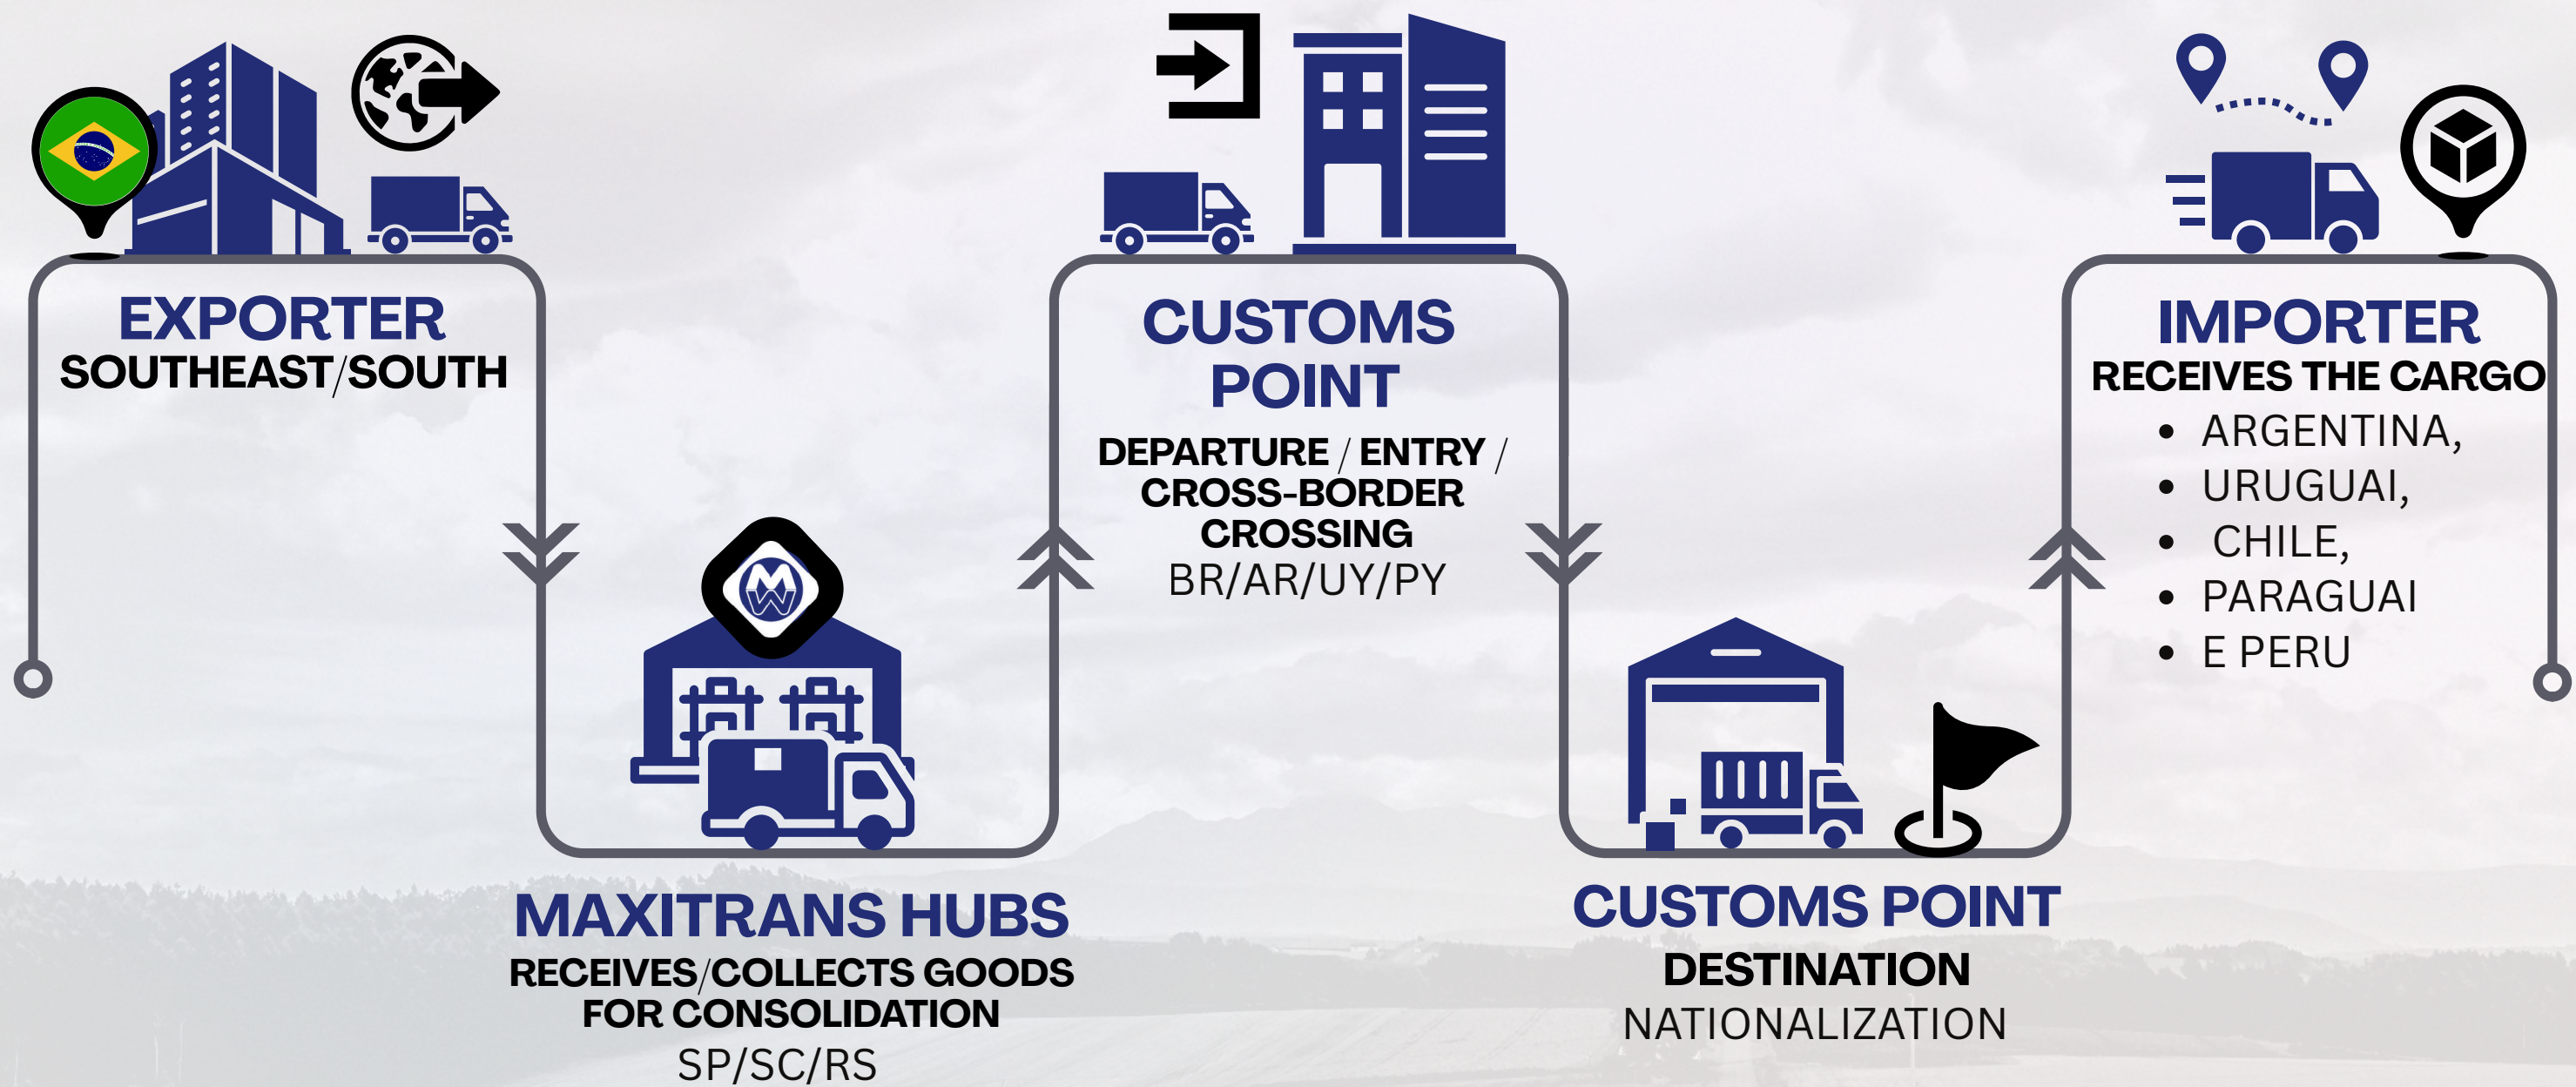 EXPORTER
SOUTHEAST/SOUTH
MAXITRANS HUBS
RECEIVES/COLLECTS GOODS
FOR CONSOLIDATION
SP/SC/RS
CUSTOMS
POINT
DEPARTURE / ENTRY /
CROSS-BORDER
CROSSING
BR/AR/UY/PY
CUSTOMS POINT
DESTINATION
NATIONALIZATION
IMPORTER
RECEIVES THE CARGO
• ARGENTINA,
• URUGUAI,
• CHILE,
• PARAGUAI
• E PERU